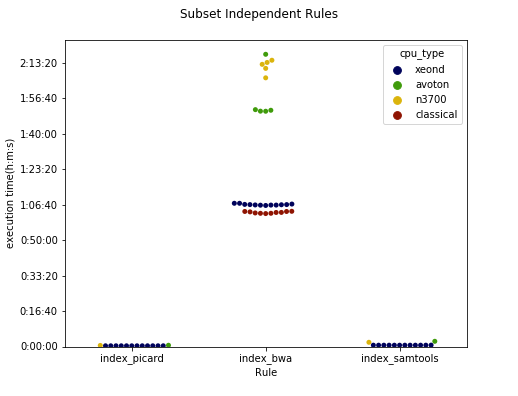 Subset Independent Rules
cpu_type
xeond
avoton
n3700
classical
execution time(h:m:s)
2:13:20
1:56:40
1:40:00
1:23:20
1:06:40
0:50:00
0:33:20
0:16:40
0:00:00
index_picard
index_bwa
index_samtools
Rule